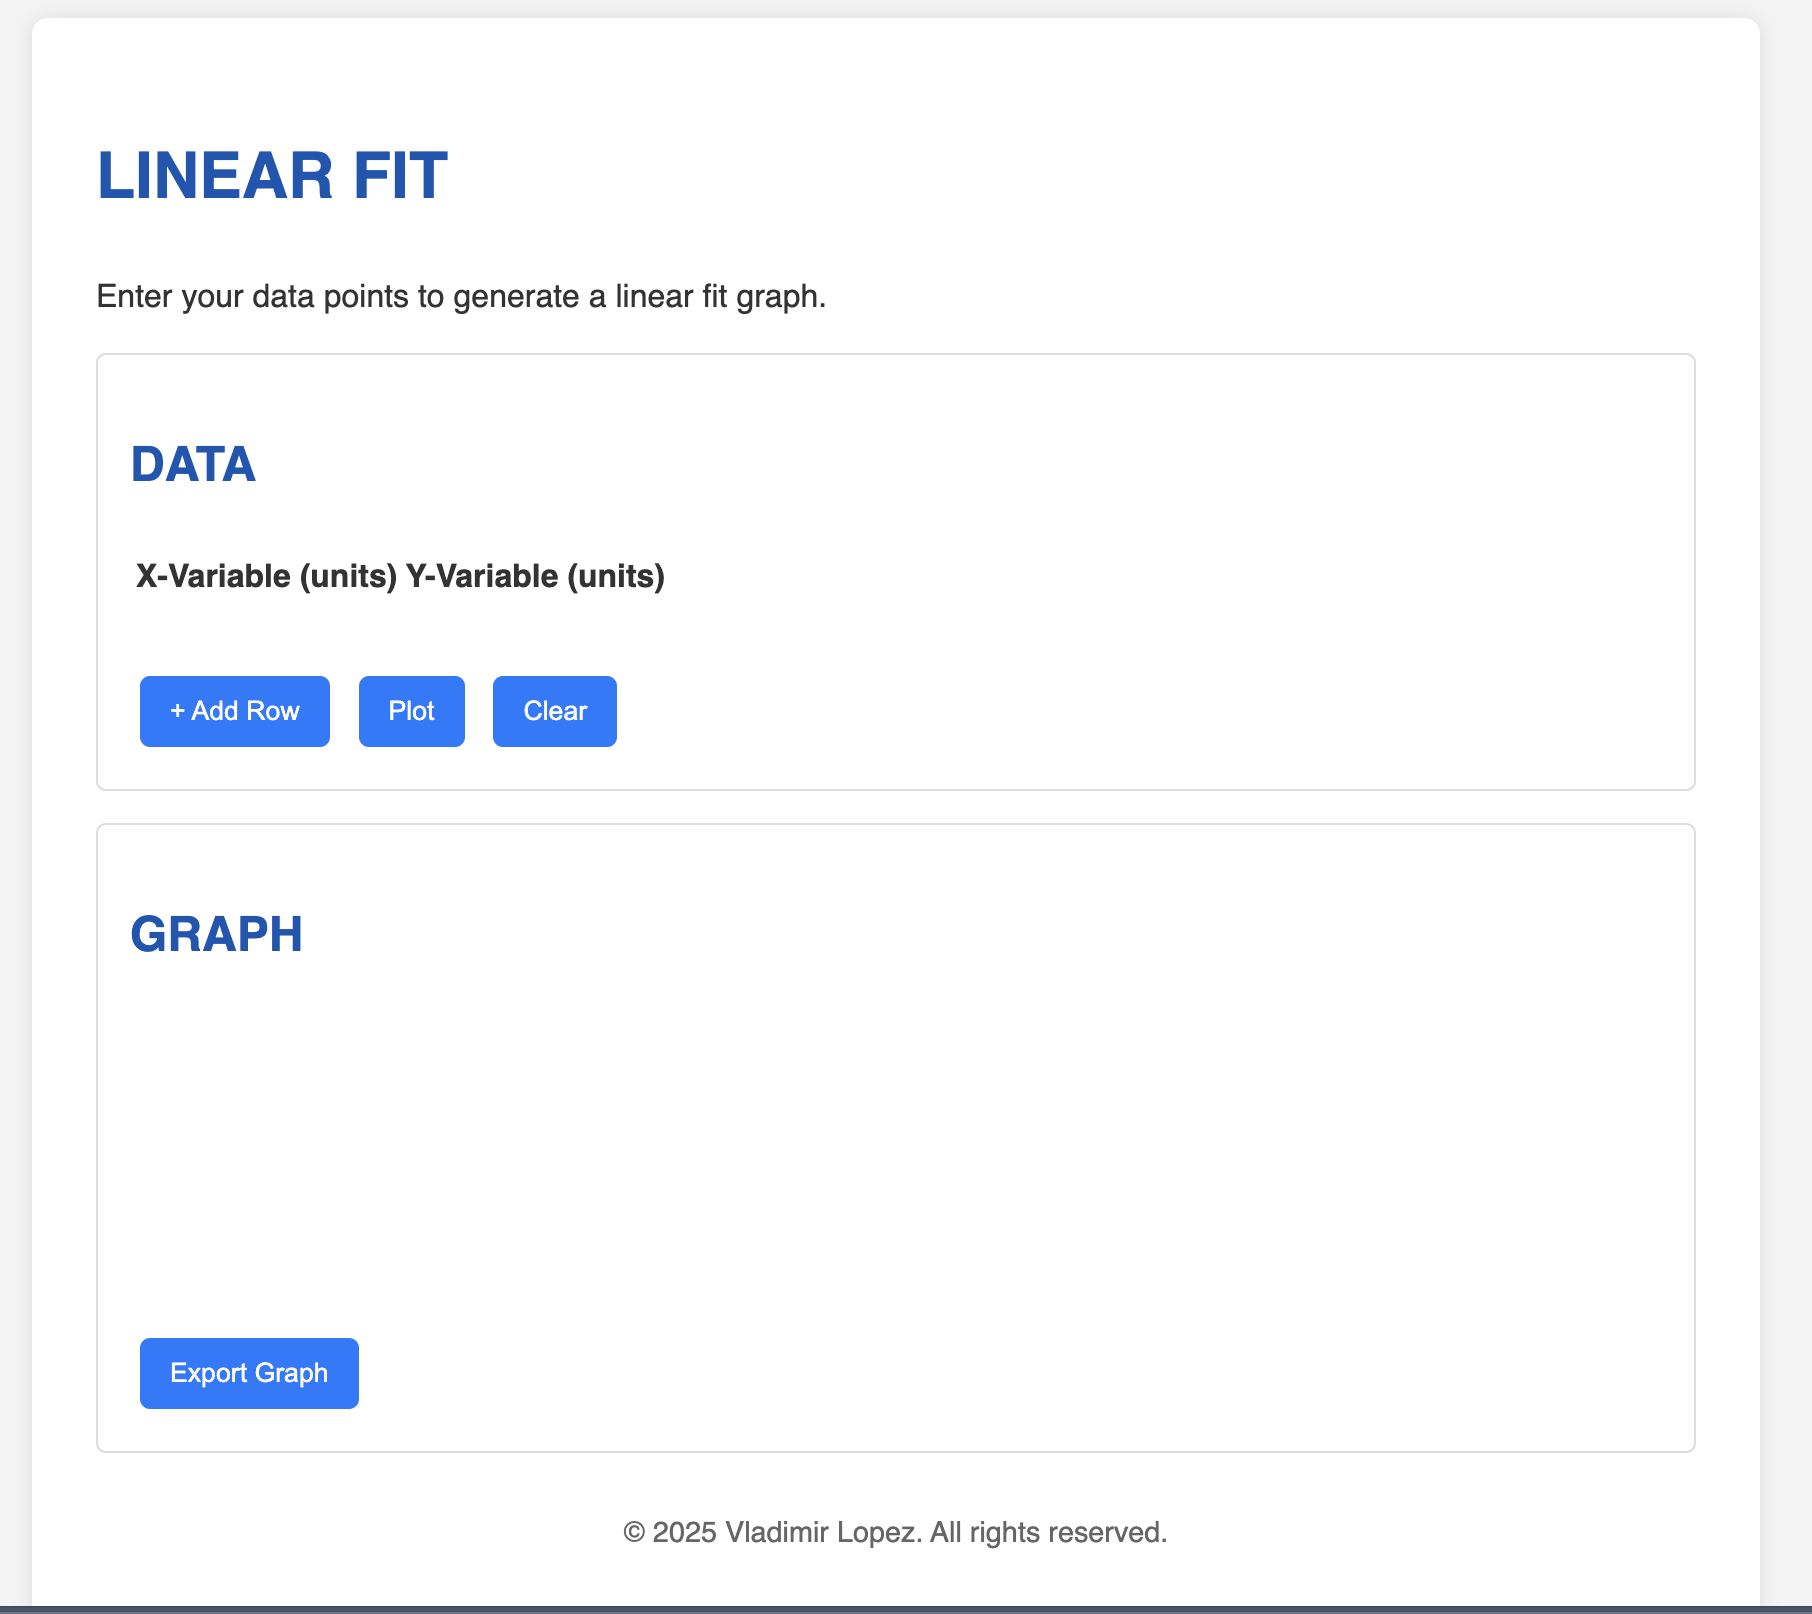 LINEAR FIT
Enter your data points to generate a linear fit graph.
DATA
X-Variable (units) Y-Variable (units)
+ Add Row Plot Clear
GRAPH
Export Graph
© 2025 Vladimir Lopez. All rights reserved.